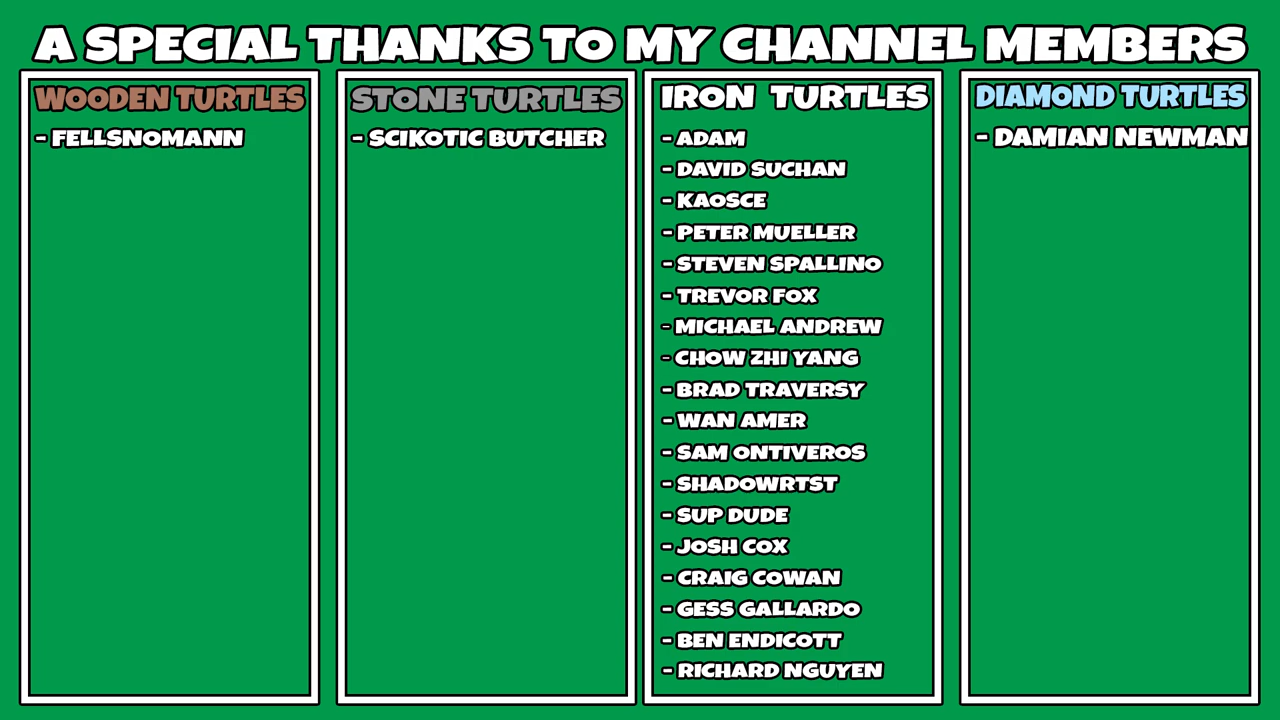 A SPECIAL THANKS TO MY CHANNEL MEMBERS
WOODEN TURTLES
- FELLSNOMANN
STONE TURTLES
- SCIKOTIC BUTCHER
IRON TURTLES
- ADAM
- DAVID SUCHAN
- KAOSCE
- PETER MUELLER
- STEVEN SPALLINO
- TREVOR FOX
- MICHAEL ANDREW
- CHOW ZHI YANG
- BRAD TRAVERSY
- WAN AMER
- SAM ONTIVEROS
- SHADOWRTST
- SUP DUDE
- JOSH COX
- CRAIG COWAN
- GESS GALLARDO
- BEN ENDICOTT
- RICHARD NGUYEN
DIAMOND TURTLES
- DAMIAN NEWMAN